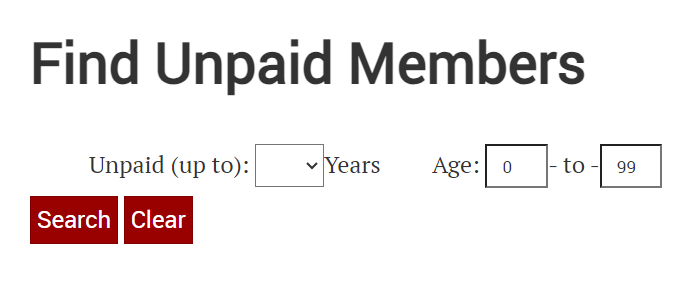 Find Unpaid Members
Unpaid (up to): Years Age: 0 - to - 99
Search Clear